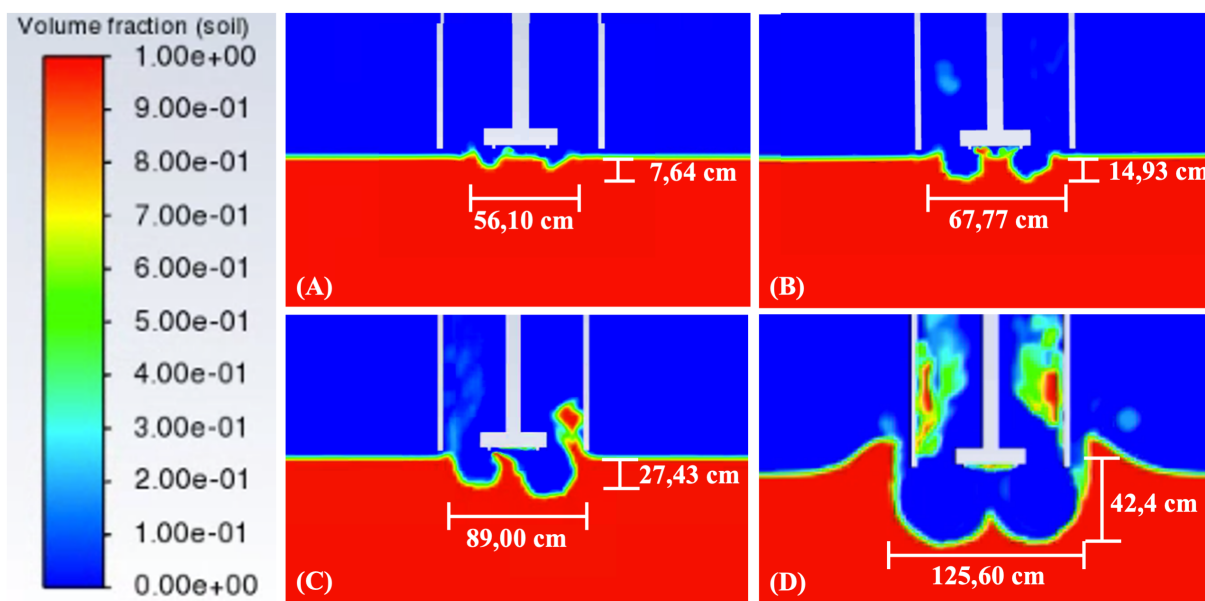 Volume fraction (soil)
1.00e+00
9.00e-01
8.00e-01
7.00e-01
6.00e-01
5.00e-01
4.00e-01
3.00e-01
2.00e-01
1.00e-01
0.00e+00
7,64 cm
56,10 cm
(A)
14,93 cm
67,77 cm
(B)
27,43 cm
89,00 cm
(C)
42,4 cm
125,60 cm
(D)